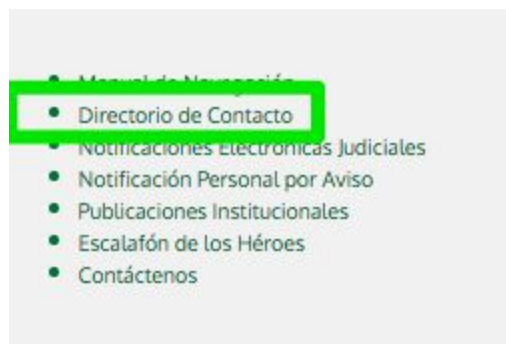 Manual de Navegación
Directorio de Contacto
Notificaciones Electrónicas Judiciales
Notificación Personal por Aviso
Publicaciones Institucionales
Escalafón de los Héroes
Contáctenos